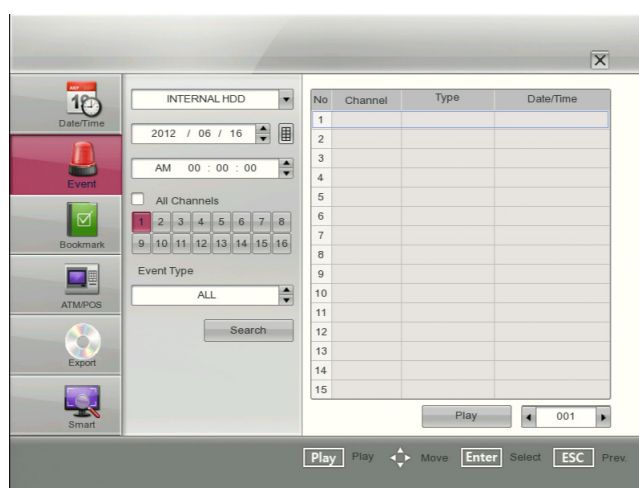 Date/Time
Event
Bookmark
ATM/POS
Export
Smart
INTERNAL HDD
2012 / 06 / 16
AM 00 : 00 : 00
All Channels
1 2 3 4 5 6 7 8
9 10 11 12 13 14 15 16
Event Type
ALL
Search
No Channel Type Date/Time
1
2
3
4
5
6
7
8
9
10
11
12
13
14
15
Play 001
Play Play Move Enter Select ESC Prev.